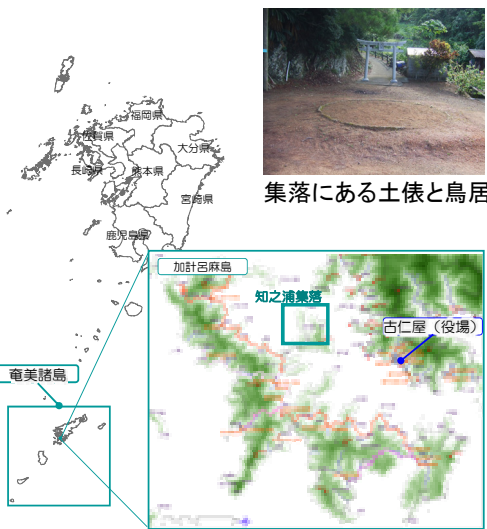 福岡県
佐賀県
大分県
長崎県
熊本県
宮崎県
鹿児島県
集落にある土俵と鳥居
加計呂麻島
知之浦集落
古仁屋（役場）
奄美諸島